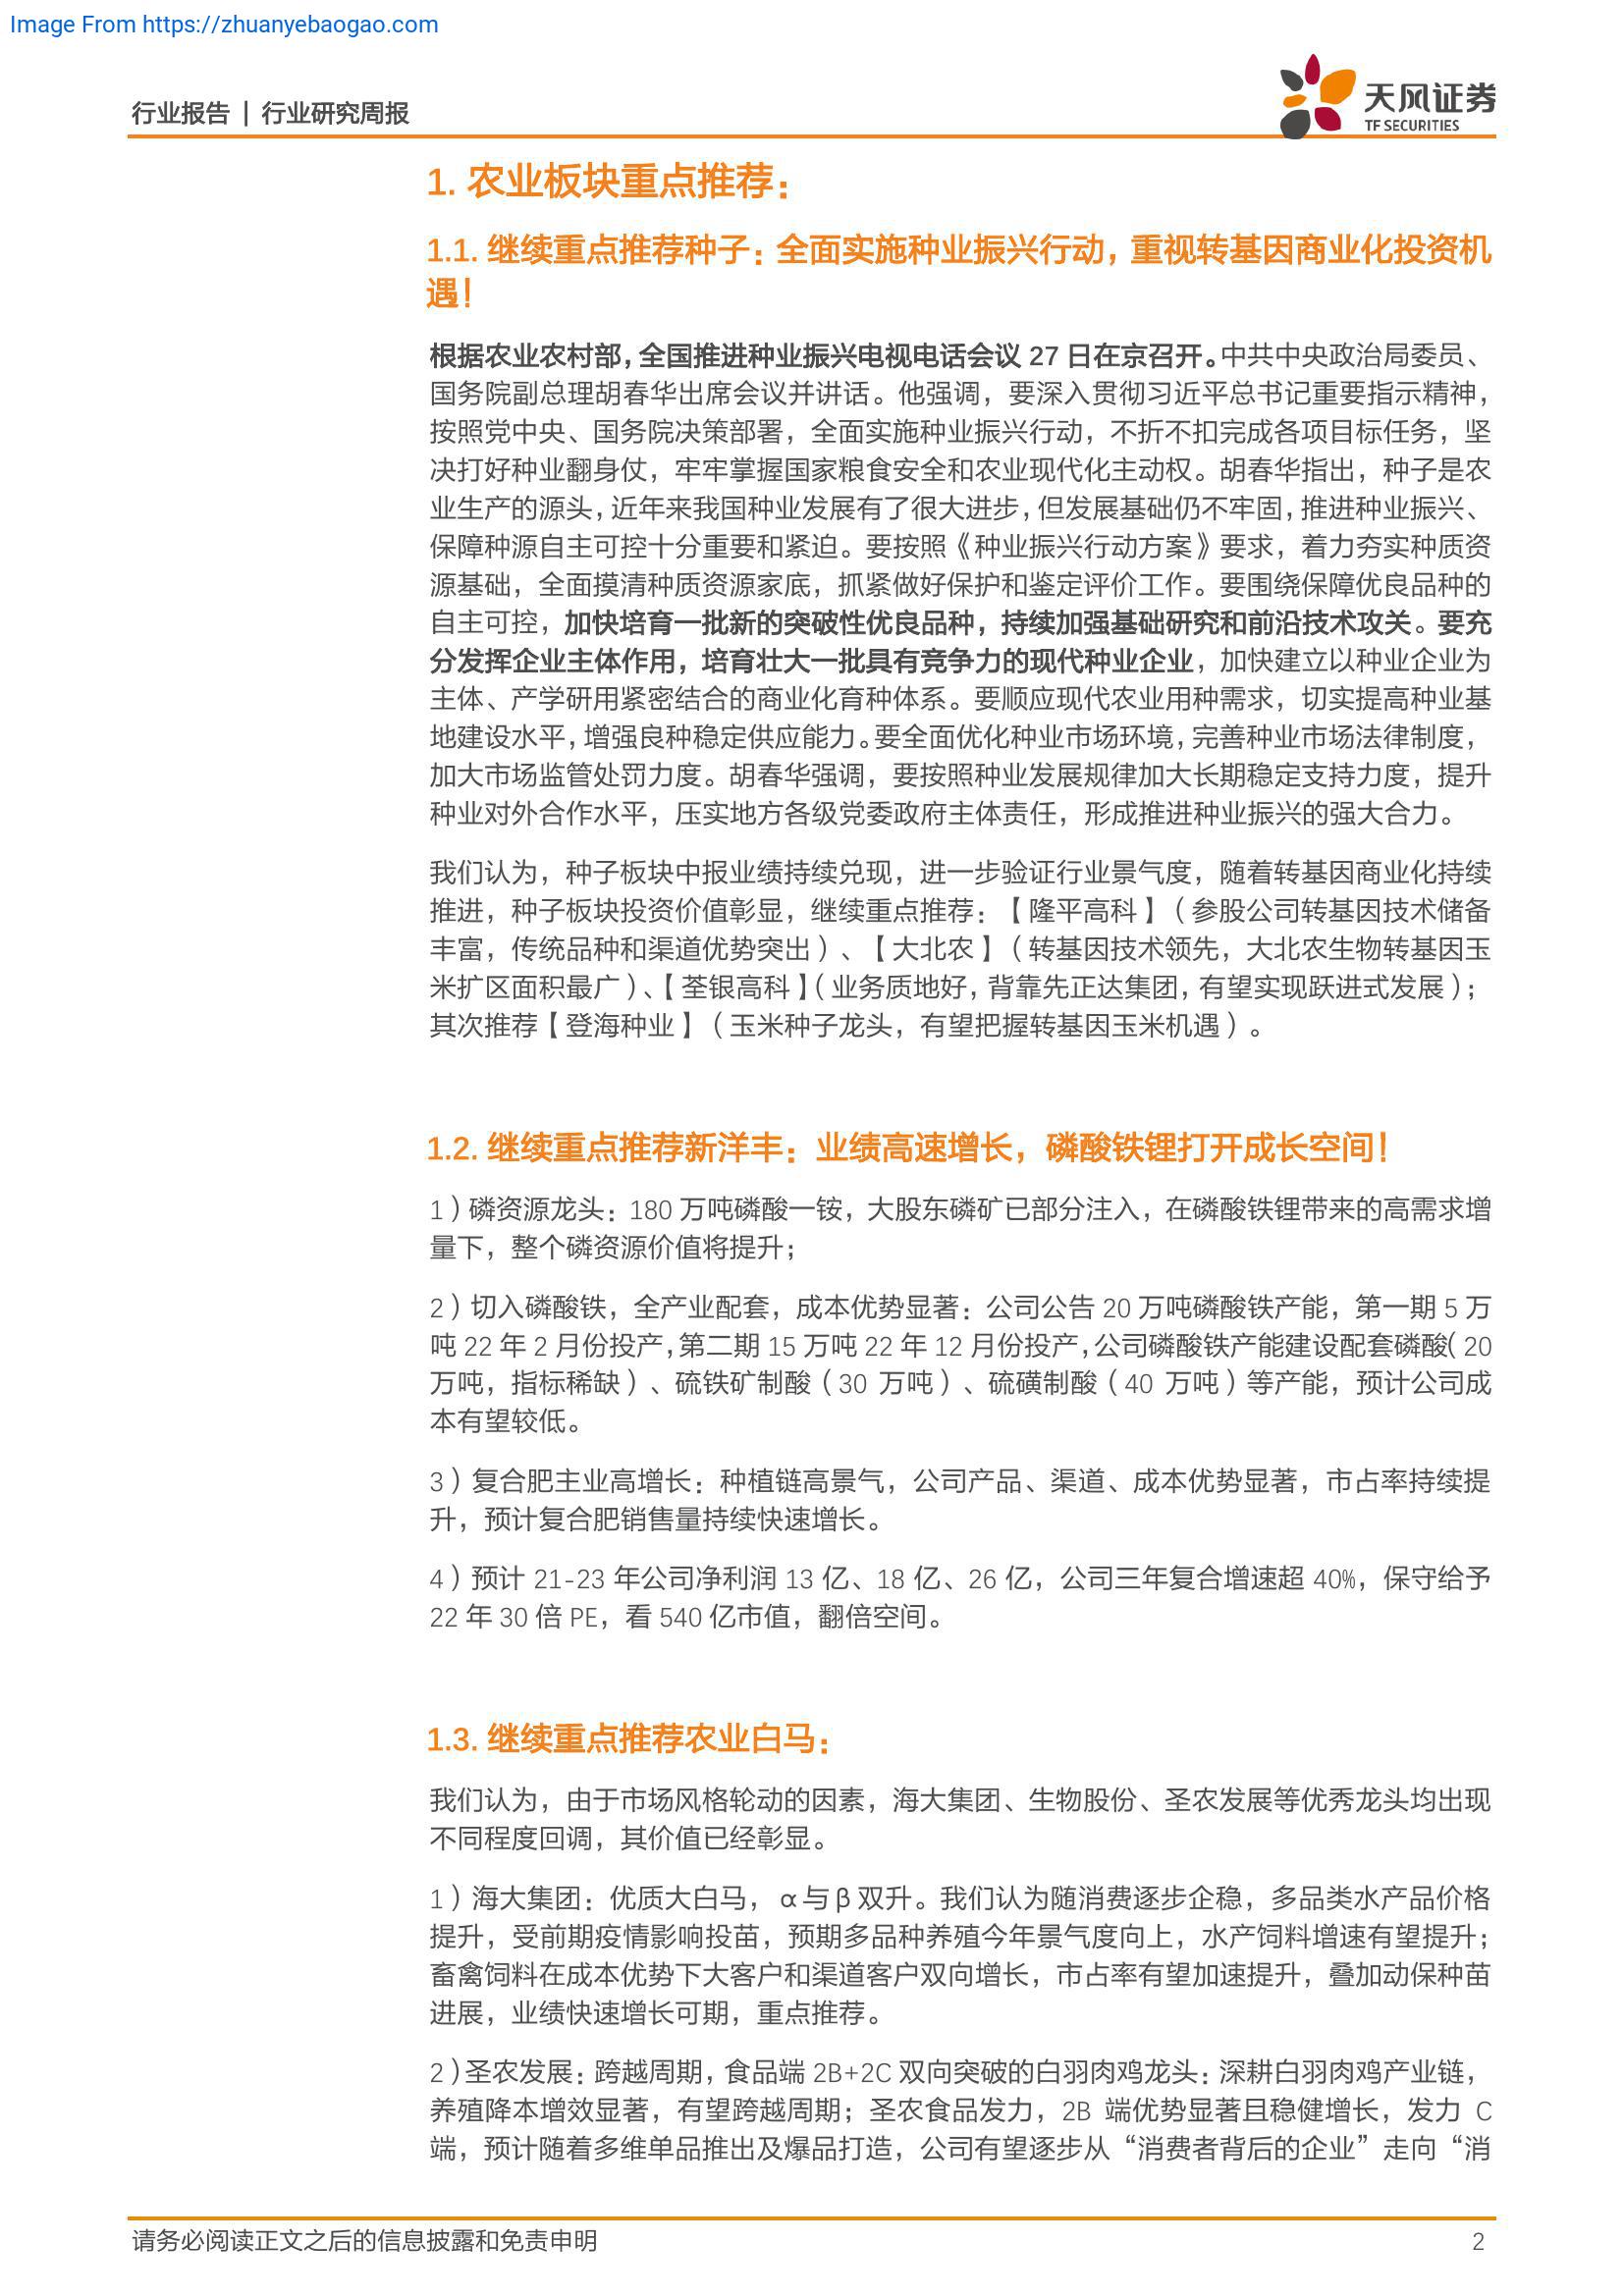 Image From https://zhuanyebaogao.com
行业报告 | 行业研究周报
天风证券
TF SECURITIES
1. 农业板块重点推荐：
1.1. 继续重点推荐种子：全面实施种业振兴行动，重视转基因商业化投资机
遇！
根据农业农村部，全国推进种业振兴电视电话会议 27 日在京召开。中共中央政治局委员、
国务院副总理胡春华出席会议并讲话。他强调，要深入贯彻习近平总书记重要指示精神，
按照党中央、国务院决策部署，全面实施种业振兴行动，不折不扣完成各项目标任务，坚
决打好种业翻身仗，牢牢掌握国家粮食安全和农业现代化主动权。胡春华指出，种子是农
业生产的源头，近年来我国种业发展有了很大进步，但发展基础仍不牢固，推进种业振兴、
保障种源自主可控十分重要和紧迫。要按照《种业振兴行动方案》要求，着力夯实种质资
源基础，全面摸清种质资源家底，抓紧做好保护和鉴定评价工作。要围绕保障优良品种的
自主可控，加快培育一批新的突破性优良品种，持续加强基础研究和前沿技术攻关。要充
分发挥企业主体作用，培育壮大一批具有竞争力的现代种业企业，加快建立以种业企业为
主体、产学研用紧密结合的商业化育种体系。要顺应现代农业用种需求，切实提高种业基
地建设水平，增强良种稳定供应能力。要全面优化种业市场环境，完善种业市场法律制度，
加大市场监管处罚力度。胡春华强调，要按照种业发展规律加大长期稳定支持力度，提升
种业对外合作水平，压实地方各级党委政府主体责任，形成推进种业振兴的强大合力。
我们认为，种子板块中报业绩持续兑现，进一步验证行业景气度，随着转基因商业化持续
推进，种子板块投资价值彰显，继续重点推荐：【隆平高科】（参股公司转基因技术储备
丰富，传统品种和渠道优势突出）、【大北农】（转基因技术领先，大北农生物转基因玉
米扩区面积最广）、【荃银高科】（业务质地好，背靠先正达集团，有望实现跃进式发展）；
其次推荐【登海种业】（玉米种子龙头，有望把握转基因玉米机遇）。
1.2. 继续重点推荐新洋丰：业绩高速增长，磷酸铁锂打开成长空间！
1）磷资源龙头：180 万吨磷酸一铵，大股东磷矿已部分注入，在磷酸铁锂带来的高需求增
量下，整个磷资源价值将提升；
2）切入磷酸铁，全产业配套，成本优势显著：公司公告 20 万吨磷酸铁产能，第一期 5 万
吨 22 年 2 月份投产，第二期 15 万吨 22 年 12 月份投产，公司磷酸铁产能建设配套磷酸（20
万吨，指标稀缺）、硫铁矿制酸（30 万吨）、硫磺制酸（40 万吨）等产能，预计公司成
本有望较低。
3）复合肥主业高增长：种植链高景气，公司产品、渠道、成本优势显著，市占率持续提
升，预计复合肥销售量持续快速增长。
4）预计 21-23 年公司净利润 13 亿、18 亿、26 亿，公司三年复合增速超 40%，保守给予
22 年 30 倍 PE，看 540 亿市值，翻倍空间。
1.3. 继续重点推荐农业白马：
我们认为，由于市场风格轮动的因素，海大集团、生物股份、圣农发展等优秀龙头均出现
不同程度回调，其价值已经彰显。
1）海大集团：优质大白马，α与β双升。我们认为随消费逐步企稳，多品类水产品价格
提升，受前期疫情影响投苗，预期多品种养殖今年景气度向上，水产饲料增速有望提升；
畜禽饲料在成本优势下大客户和渠道客户双向增长，市占率有望加速提升，叠加动保种苗
进展，业绩快速增长可期，重点推荐。
2）圣农发展：跨越周期，食品端 2B+2C 双向突破的白羽肉鸡龙头：深耕白羽肉鸡产业链，
养殖降本增效显著，有望跨越周期；圣农食品发力，2B 端优势显著且稳健增长，发力 C
端，预计随着多维单品推出及爆品打造，公司有望逐步从“消费者背后的企业”走向“消
请务必阅读正文之后的信息披露和免责申明
2